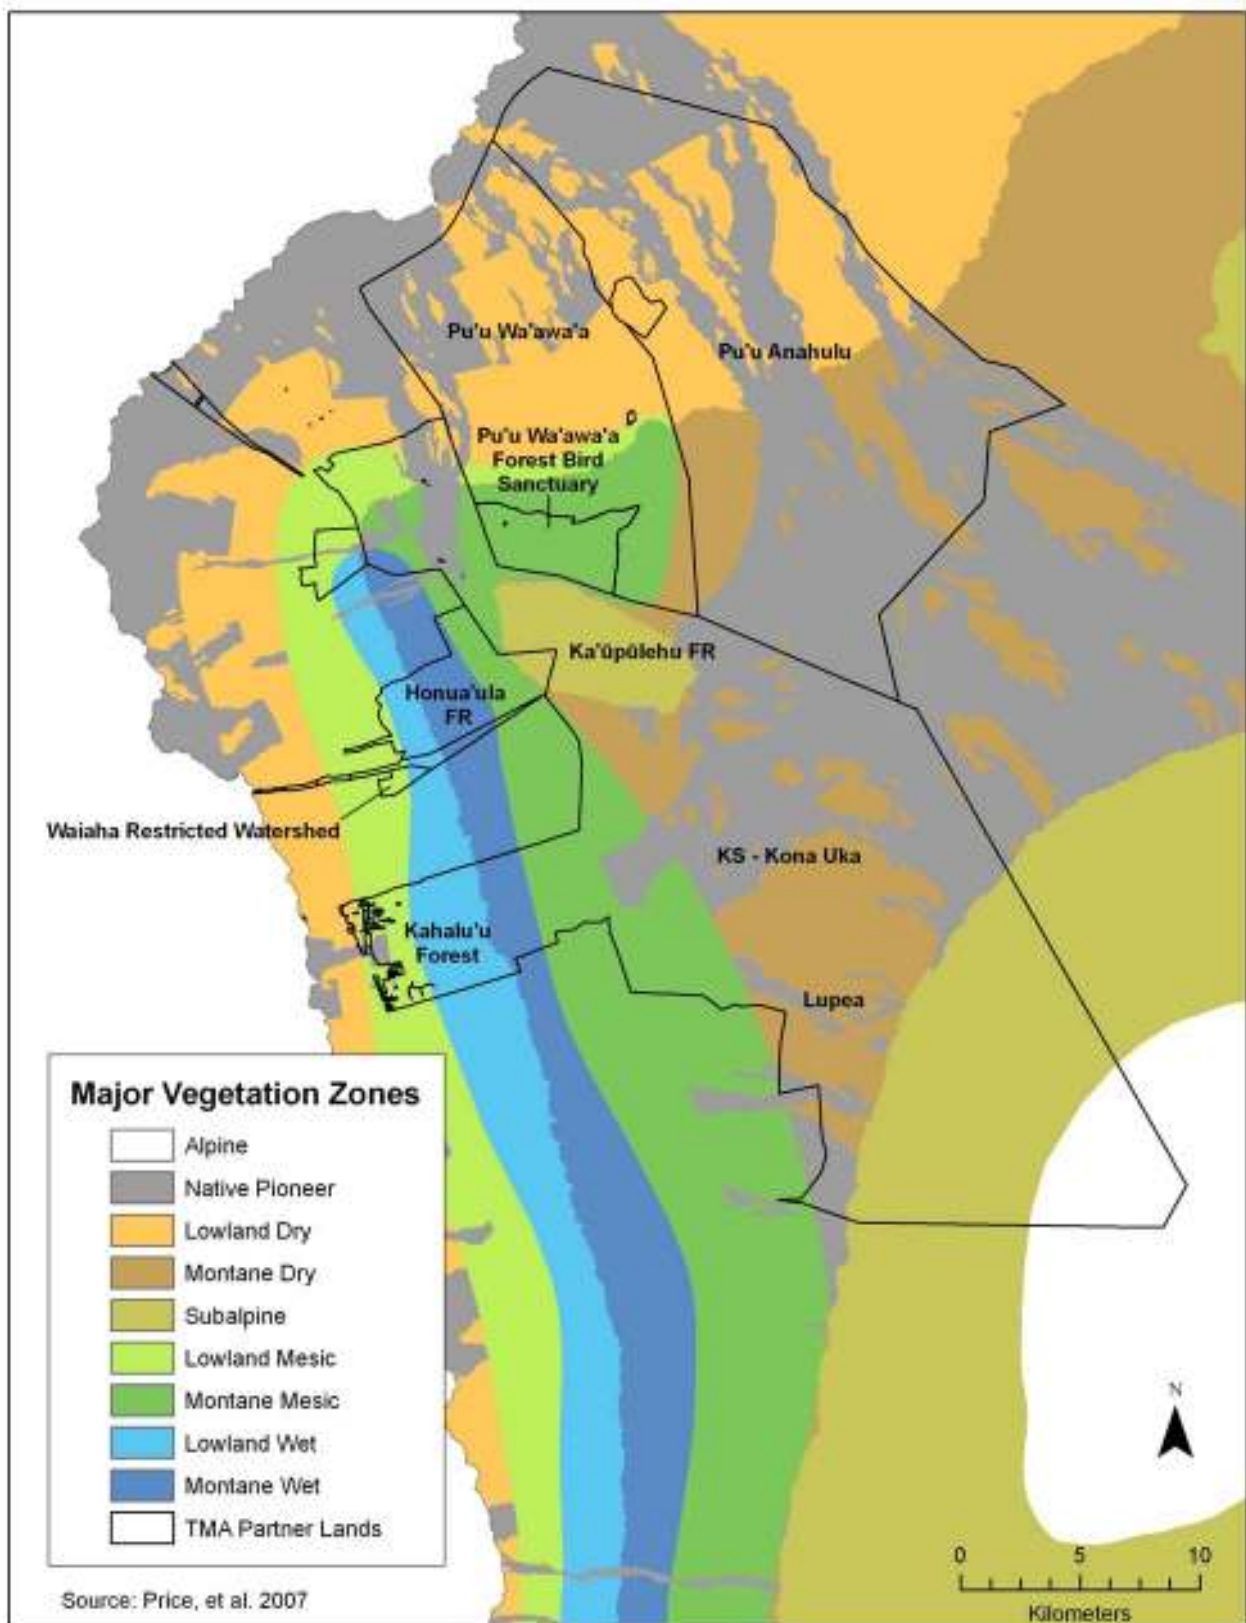 Pu'u Wa'awa'a
Pu'u Anahulu
Pu'u Wa'awa'a
Forest Bird
Sanctuary
Ka'ūpūlehu FR
Honua'ula
FR
Waiaha Restricted Watershed
KS - Kona Uka
Kahalu'u
Forest
Lupea
Major Vegetation Zones
Alpine
Native Pioneer
Lowland Dry
Montane Dry
Subalpine
Lowland Mesic
Montane Mesic
Lowland Wet
Montane Wet
TMA Partner Lands
N
0 5 10
Kilometers
Source: Price, et al. 2007